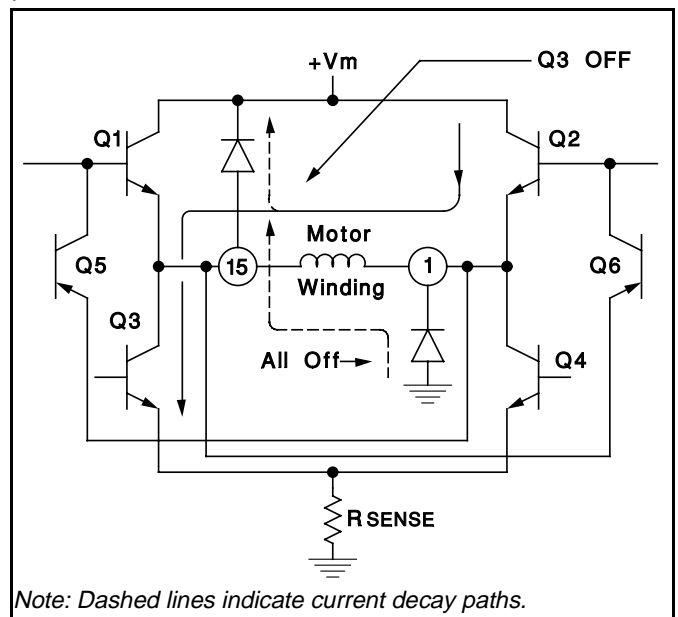 +Vm
Q3 OFF
Q1
Q2
Motor
15
1
Winding
Q5
Q6
Q3
Q4
All Off
RSENSE
Note: Dashed lines indicate current decay paths.